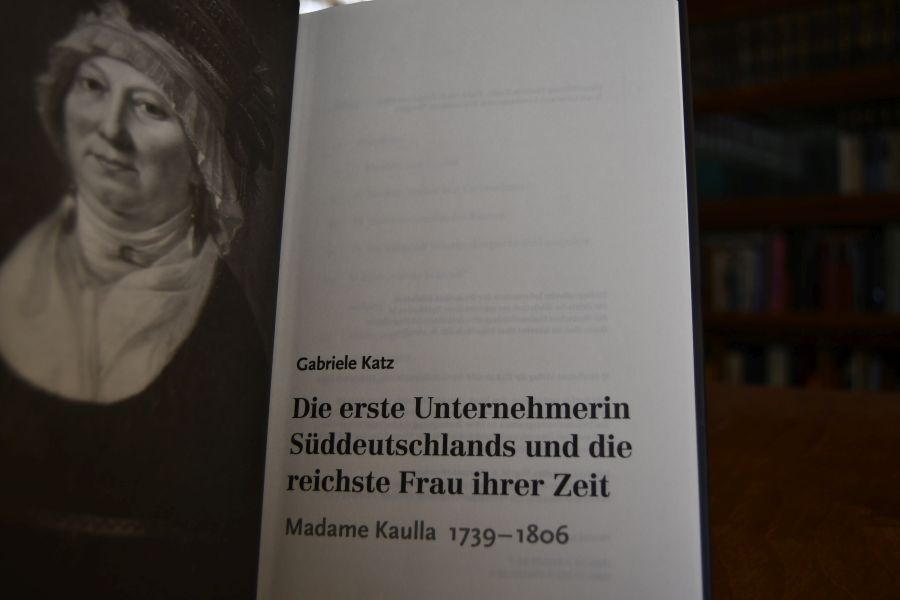 Gabriele Katz
Die erste Unternehmerin
Süddeutschlands und die
reichste Frau ihrer Zeit
Madame Kaulla 1739–1806